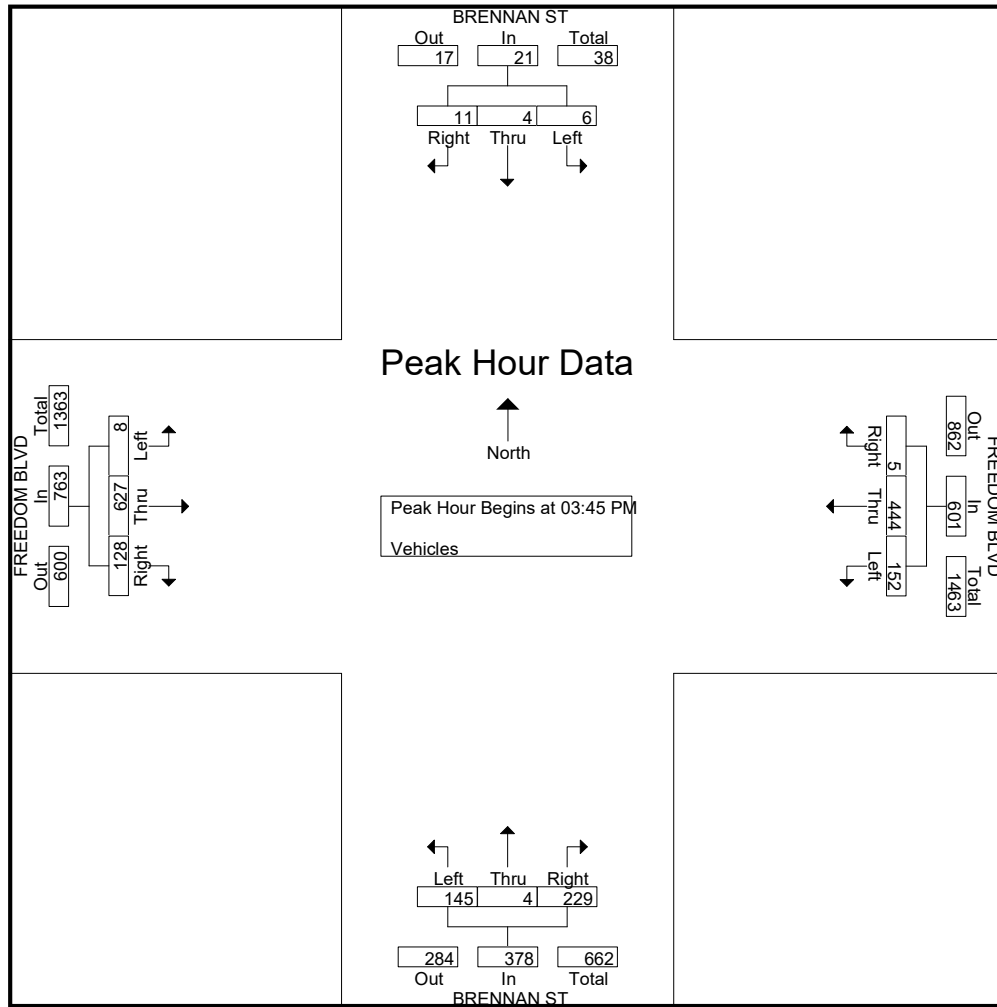 BRENNAN ST
Out In Total
17 21 38
11 4 6
Right Thru Left
Peak Hour Data
North
Peak Hour Begins at 03:45 PM
Vehicles
FREEDOM BLVD
Out In Total
600 763 1363
8 627 128
Left Thru Right
FREEDOM BLVD
Out In Total
862 601 1463
5 444 152
Right Thru Left
Left Thru Right
145 4 229
284 378 662
Out In Total
BRENNAN ST